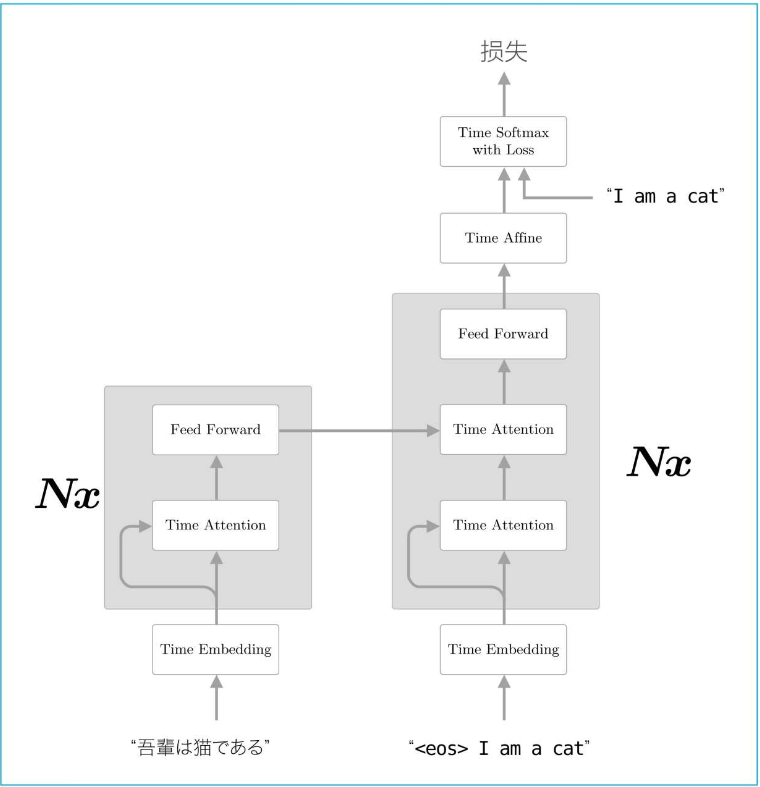 损失
Time Softmax
with Loss
“I am a cat”
Time Affine
Feed Forward
Feed Forward
Time Attention
Nx
Nx
Time Attention
Time Attention
Time Embedding
Time Embedding
“吾輩は猫である”
“<eos> I am a cat”